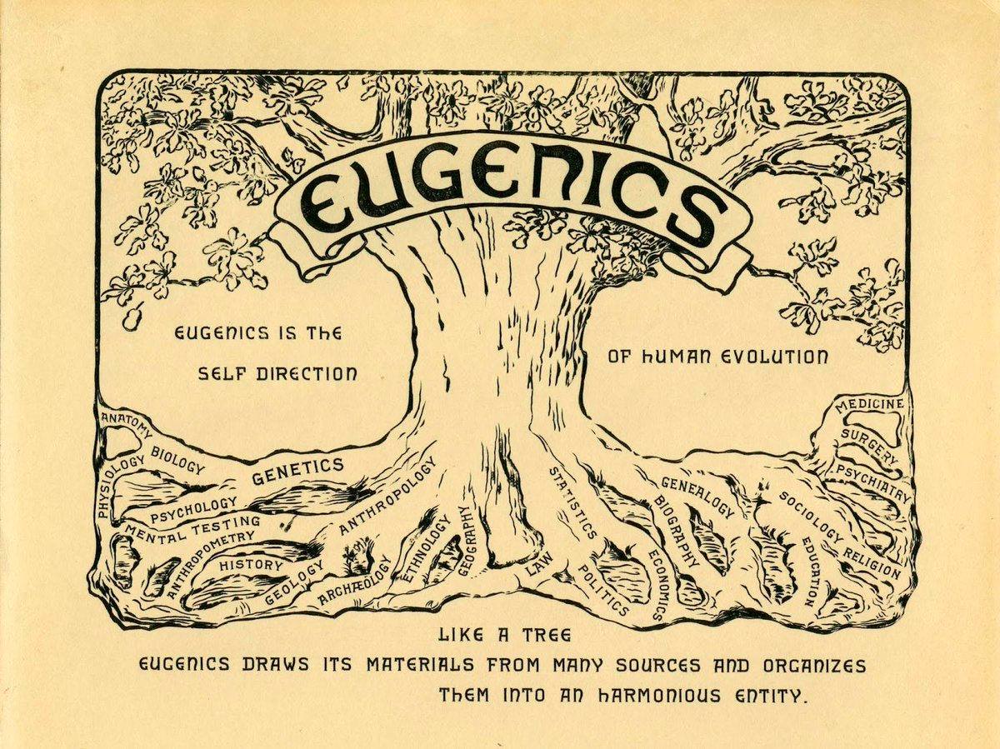 EUGENICS
EUGENICS IS THE
SELF DIRECTION
OF HUMAN EVOLUTION
ANATOMY
PHYSIOLOGY
BIOLOGY
GENETICS
PSYCHOLOGY
MENTAL TESTING
ANTHROPOMETRY
HISTORY
GEOLOGY
ANTHROPOLOGY
ARCHÆOLOGY
ETHNOLOGY
GEOGRAPHY
LAW
STATISTICS
POLITICS
ECONOMICS
BIOGRAPHY
GENEALOGY
SOCIOLOGY
EDUCATION
RELIGION
PSYCHIATRY
SURGERY
MEDICINE
LIKE A TREE
EUGENICS DRAWS ITS MATERIALS FROM MANY SOURCES AND ORGANIZES
THEM INTO AN HARMONIOUS ENTITY.